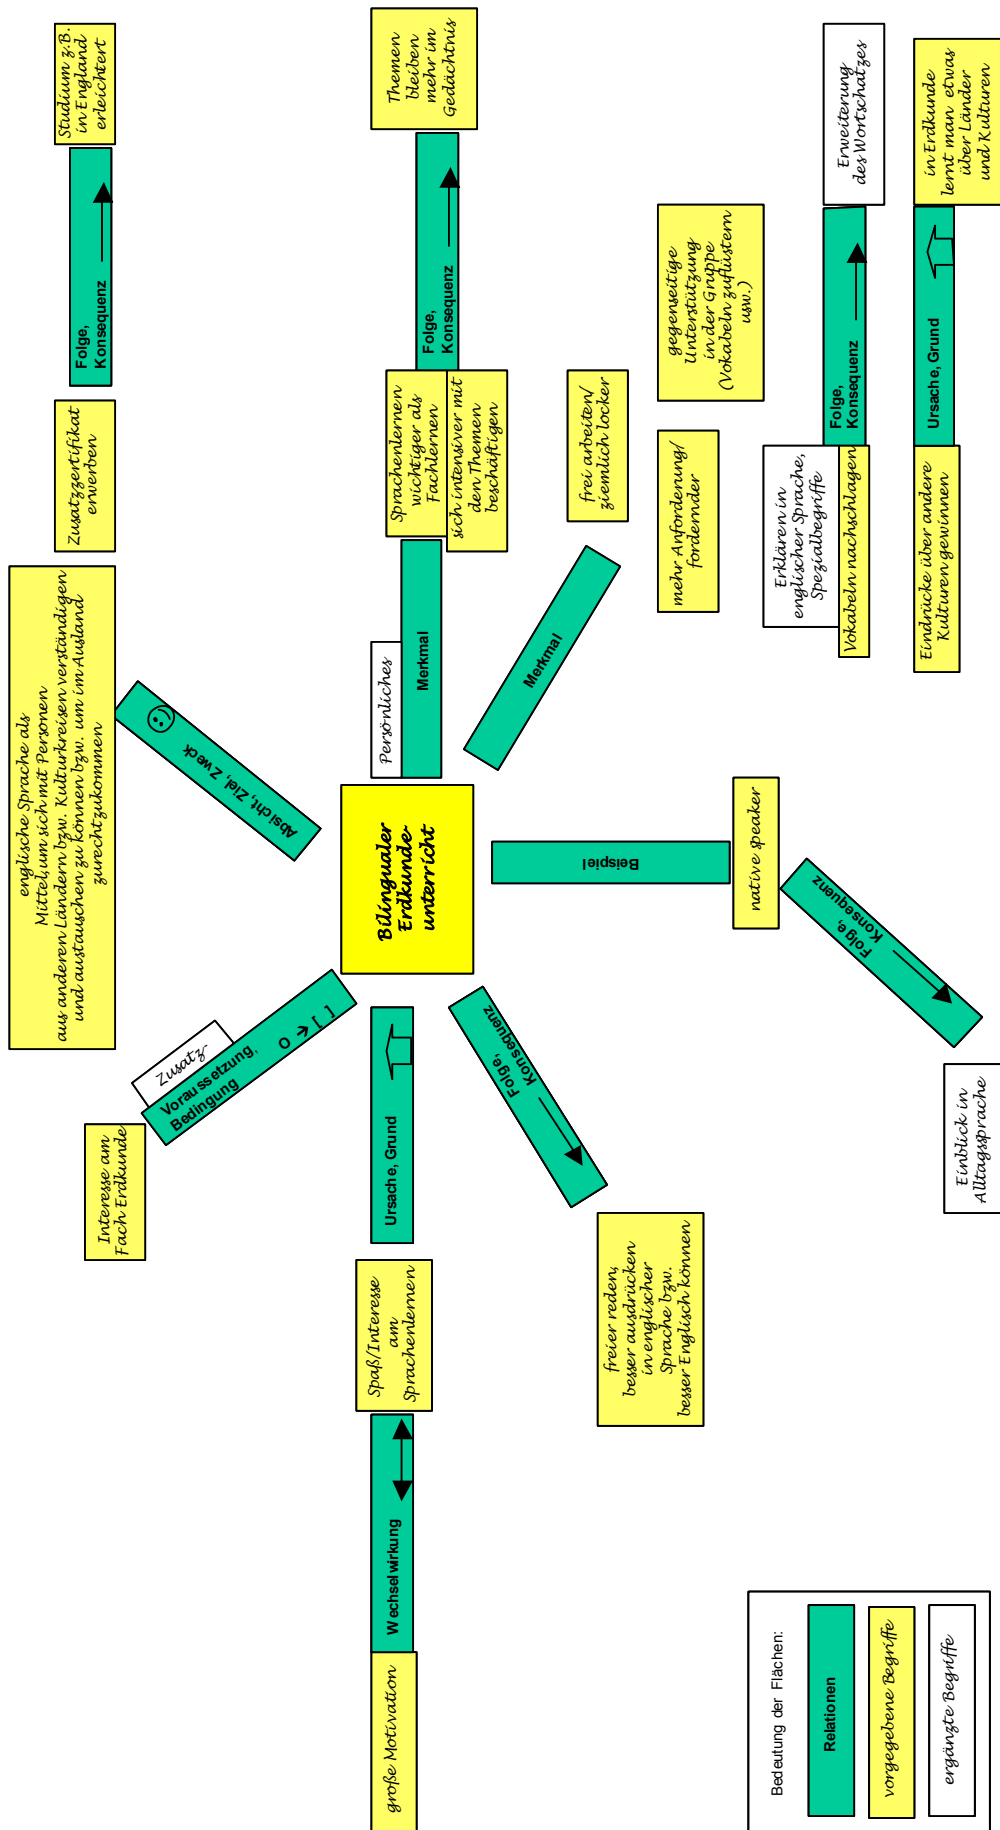 große Motivation
Wechselwirkung
Spaß/Interesse
am
Sprachenlernen
Ursache, Grund
Interesse am
Fach Erdkunde
Zusatz-
Voraussetzung,
Bedingung O → [ ]
englische Sprache als
Mittel, um sich mit Personen
aus anderen Ländern bzw. Kulturkreisen verständigen
und austauschen zu können bzw. um im Ausland
zurechtzukommen
Absicht, Ziel, Zweck
Zusatzzertifikat
erwerben
Folge,
Konsequenz
Studium z.B.
in England
erleichtert
Bilingualer
Erdkunde-
unterricht
Persönliches
Merkmal
Sprachenlernen
wichtiger als
Fachlernen
sich intensiver mit
den Themen
beschäftigen
Folge,
Konsequenz
Themen
bleiben
mehr im
Gedächtnis
Merkmal
frei arbeiten/
ziemlich locker
mehr Anforderung/
fordernder
gegenseitige
Unterstützung
in der Gruppe
(Vokabeln zuflüstern
usw.)
Folge,
Konsequenz
freier reden,
besser ausdrücken
in englischer
Sprache bzw.
besser Englisch können
Beispiel
native speaker
Folge,
Konsequenz
Einblick in
Alltagssprache
Erklären in
englischer Sprache,
Spezialbegriffe
Vokabeln nachschlagen
Folge,
Konsequenz
Erweiterung
des Wortschatzes
Eindrücke über andere
Kulturen gewinnen
Ursache, Grund
in Erdkunde
lernt man etwas
über Länder
und Kulturen
Bedeutung der Flächen:
Relationen
vorgegebene Begriffe
ergänzte Begriffe